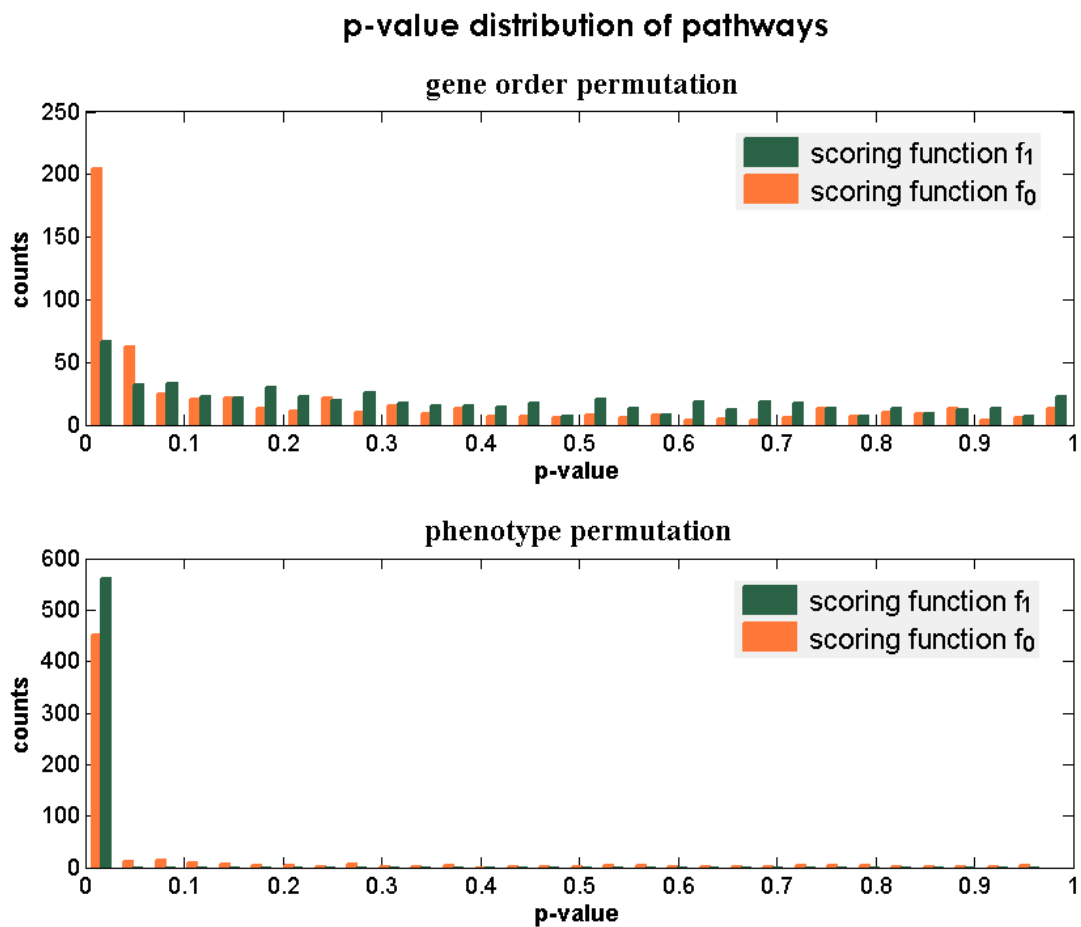 p-value distribution of pathways
gene order permutation
250
200
150
100
50
0
counts
scoring function f₁
scoring function f₀
0 0.1 0.2 0.3 0.4 0.5 0.6 0.7 0.8 0.9 1
p-value
phenotype permutation
600
500
400
300
200
100
0
counts
scoring function f₁
scoring function f₀
0 0.1 0.2 0.3 0.4 0.5 0.6 0.7 0.8 0.9 1
p-value